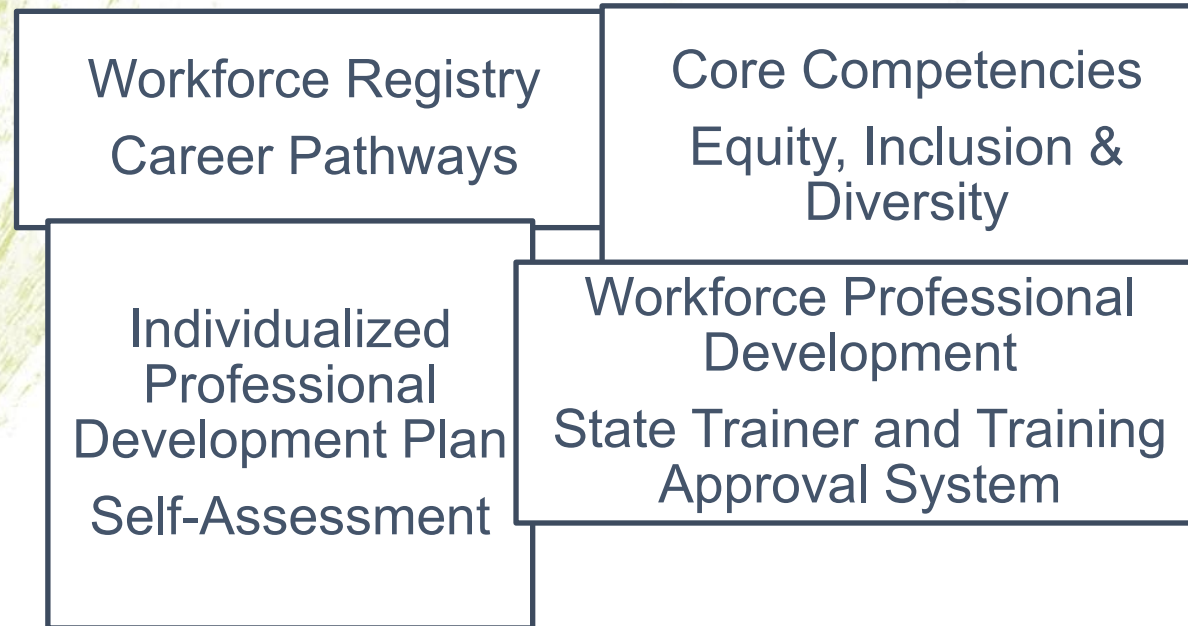 Workforce Registry
Career Pathways
Core Competencies
Equity, Inclusion &
Diversity
Individualized
Professional
Development Plan
Self-Assessment
Workforce Professional
Development
State Trainer and Training
Approval System